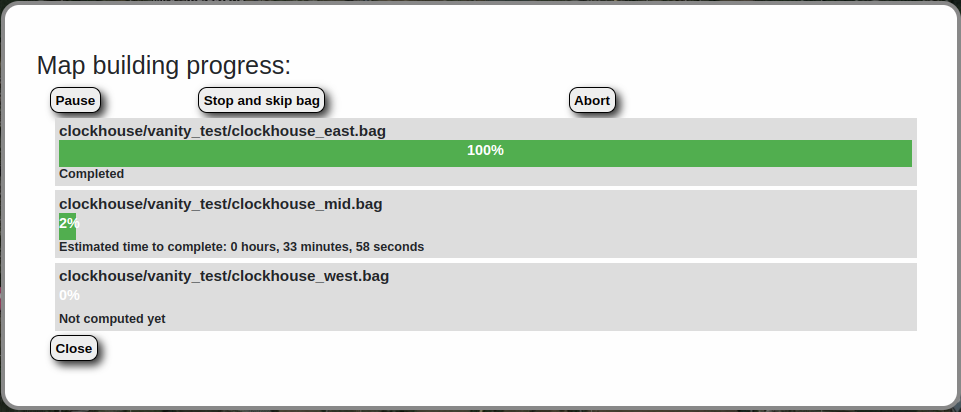 Map building progress:
Pause Stop and skip bag Abort
clockhouse/vanity_test/clockhouse_east.bag
100%
Completed
clockhouse/vanity_test/clockhouse_mid.bag
2%
Estimated time to complete: 0 hours, 33 minutes, 58 seconds
clockhouse/vanity_test/clockhouse_west.bag
0%
Not computed yet
Close